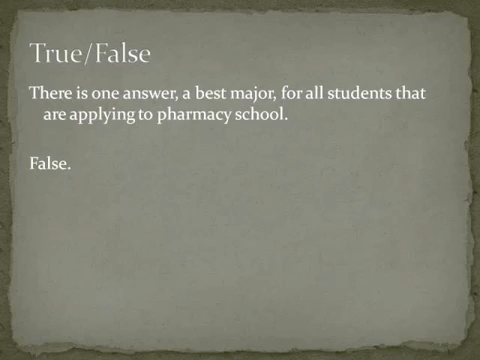 True/False
There is one answer, a best major, for all students that
are applying to pharmacy school.
False.